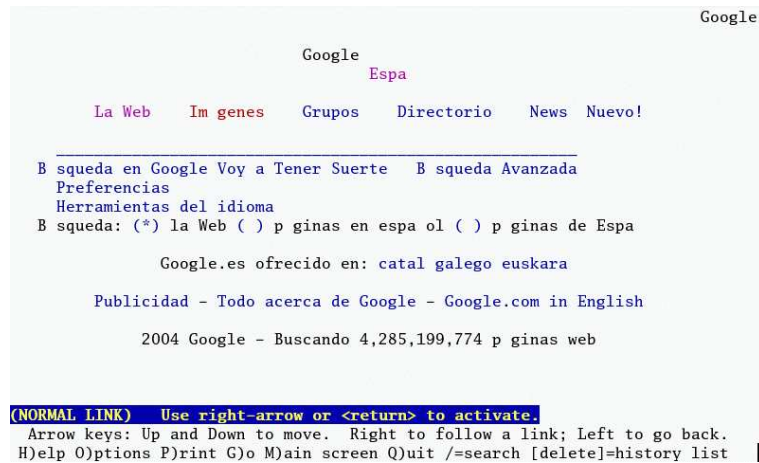 Google
Google
Espa
La Web Im genes Grupos Directorio News Nuevo!
B squeda en Google Voy a Tener Suerte B squeda Avanzada
Preferencias
Herramientas del idioma
B squeda: (*) la Web ( ) p ginas en espa ol ( ) p ginas de Espa
Google.es ofrecido en: catal galego euskara
Publicidad - Todo acerca de Google - Google.com in English
2004 Google - Buscando 4,285,199,774 p ginas web
(NORMAL LINK) Use right-arrow or <return> to activate.
Arrow keys: Up and Down to move. Right to follow a link; Left to go back.
H)elp O)ptions P)rint G)o M)ain screen Q)uit /=search [delete]=history list